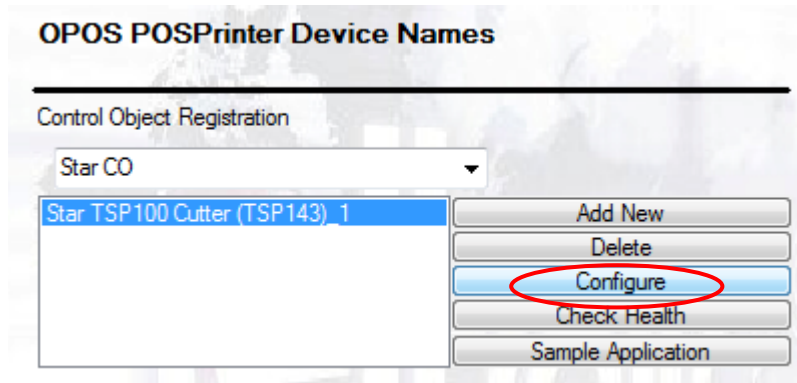 OPOS POSPrinter Device Names
Control Object Registration
Star CO
Star TSP100 Cutter (TSP143)_1
Add New
Delete
Configure
Check Health
Sample Application